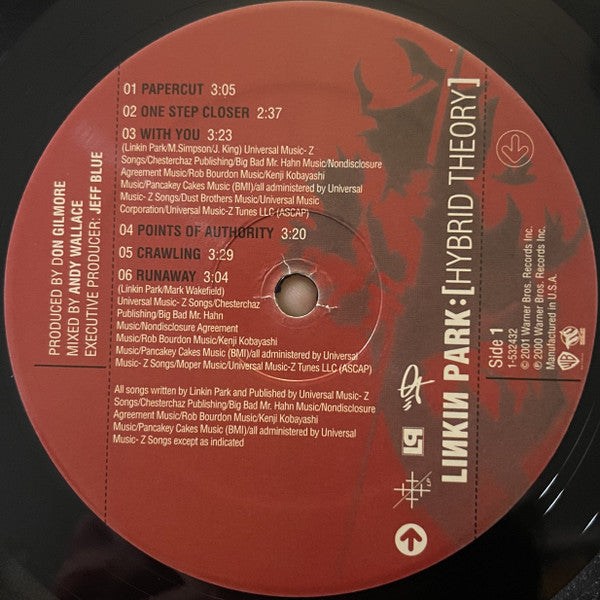 01 PAPERCUT 3:05
02 ONE STEP CLOSER 2:37
03 WITH YOU 3:23
(Linkin Park/M.Simpson/J. King) Universal Music- Z
Songs/Chesterchaz Publishing/Big Bad Mr. Hahn Music/Nondisclosure
Agreement Music/Rob Bourdon Music/Kenji Kobayashi
Music/Pancakey Cakes Music (BMI)/all administered by Universal
Music- Z Songs/Dust Brothers Music/Universal Music
Corporation/Universal Music-Z Tunes LLC (ASCAP)
04 POINTS OF AUTHORITY 3:20
05 CRAWLING 3:29
06 RUNAWAY 3:04
(Linkin Park/Mark Wakefield)
Universal Music- Z Songs/Chesterchaz
Publishing/Big Bad Mr. Hahn
Music/Nondisclosure Agreement
Music/Rob Bourdon Music/Kenji Kobayashi
Music/Pancakey Cakes Music (BMI)/all administered by Universal
Music- Z Songs/Moper Music/Universal Music-Z Tunes LLC (ASCAP)
All songs written by Linkin Park and Published by Universal Music- Z
Songs/Chesterchaz Publishing/Big Bad Mr. Hahn Music/Nondisclosure
Agreement Music/Rob Bourdon Music/Kenji Kobayashi
Music/Pancakey Cakes Music (BMI)/all administered by Universal
Music- Z Songs except as indicated
PRODUCED BY DON GILMORE
MIXED BY ANDY WALLACE
EXECUTIVE PRODUCER: JEFF BLUE
LIИKIИ PARK:[HYBRID THEORY]
Side 1
1-532432
© 2001 Warner Bros. Records Inc.
℗ 2000 Warner Bros. Records Inc.
Manufactured in U.S.A.